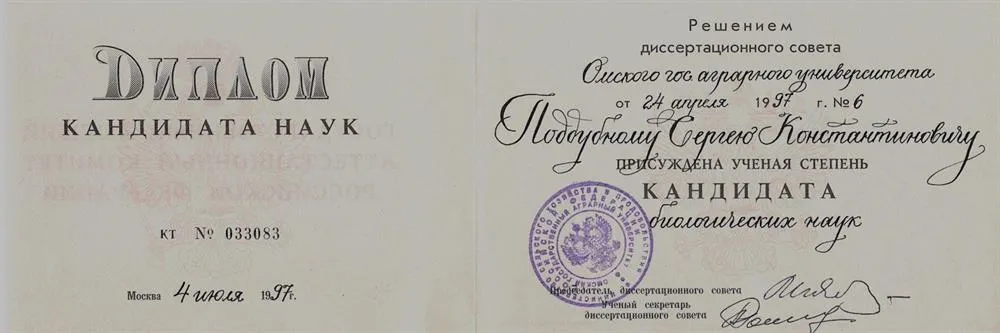 Диплом
КАНДИДАТА НАУК
КТ № 033083
Москва 4 июля 1997г.
Решением
диссертационного совета
Омского гос аграрного университета
от 24 апреля 1997 г. № 6
Поддубному Сергею Константиновичу
ПРИСУЖДЕНА УЧЕНАЯ СТЕПЕНЬ
КАНДИДАТА
биологических наук
Председатель диссертационного совета
Ученый секретарь
диссертационного совета